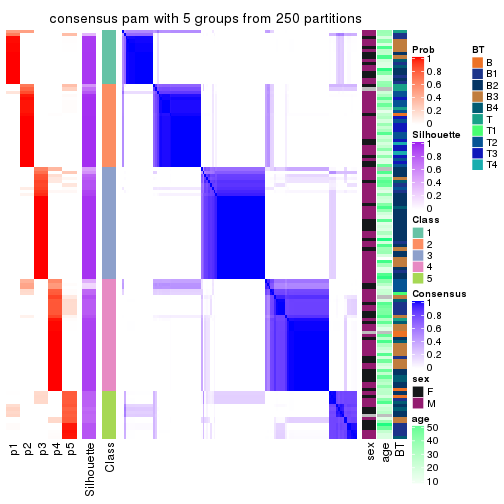 consensus pam with 5 groups from 250 partitions
p1
p2
p3
p4
p5
Silhouette
Class
sex
age
BT
Prob
1
0.8
0.6
0.4
0.2
0
Silhouette
1
0.8
0.6
0.4
0.2
0
Class
1
2
3
4
5
Consensus
1
0.8
0.6
0.4
0.2
0
sex
F
M
age
50
40
30
20
10
BT
B
B1
B2
B3
B4
T
T1
T2
T3
T4